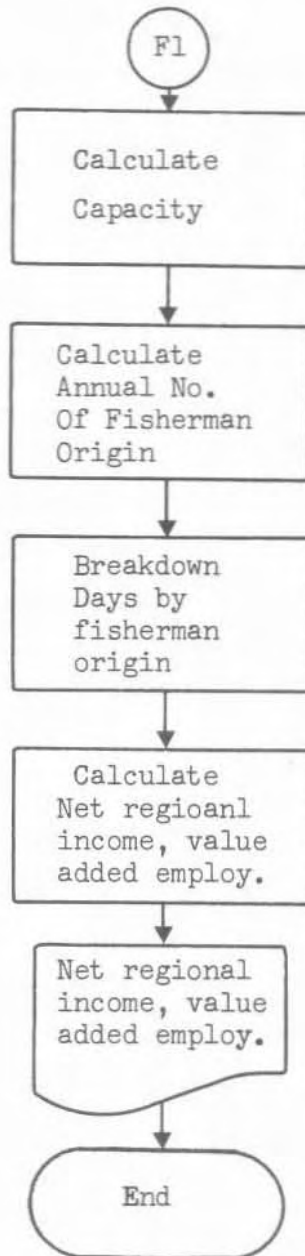 F1
Calculate
Capacity
Calculate
Annual No.
Of Fisherman
Origin
Breakdown
Days by
fisherman
origin
Calculate
Net regioanl
income, value
added employ.
Net regional
income, value
added employ.
End